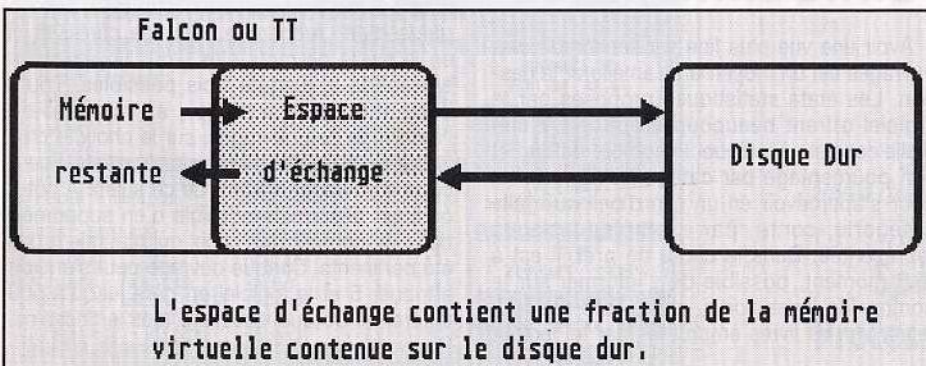 Falcon ou TT
Mémoire
restante
Espace
d'échange
Disque Dur
L'espace d'échange contient une fraction de la mémoire
virtuelle contenue sur le disque dur.